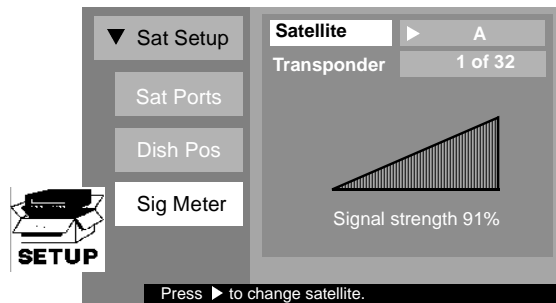 ▼ Sat Setup
Sat Ports
Dish Pos
Sig Meter
SETUP
Satellite ▶ A
Transponder 1 of 32
Signal strength 91%
Press ▶ to change satellite.